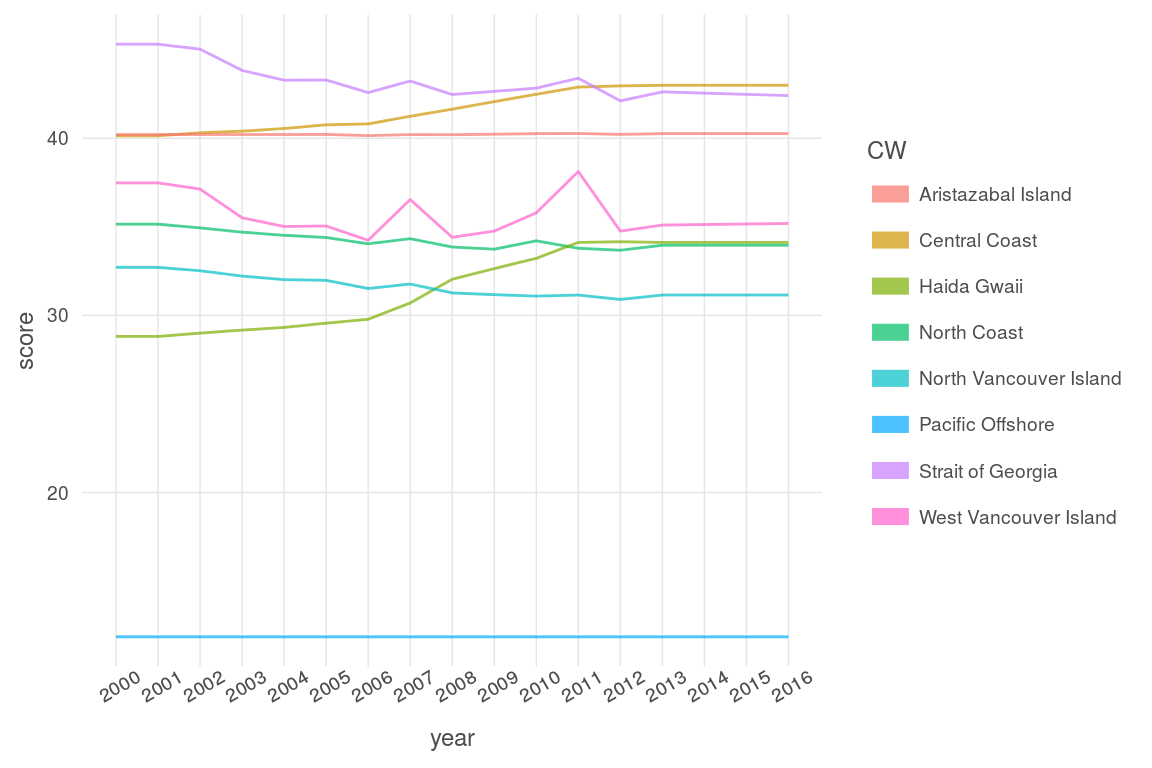 score
40
30
20
2000
2001
2002
2003
2004
2005
2006
2007
2008
2009
2010
2011
2012
2013
2014
2015
2016
year
CW
Aristazabal Island
Central Coast
Haida Gwaii
North Coast
North Vancouver Island
Pacific Offshore
Strait of Georgia
West Vancouver Island